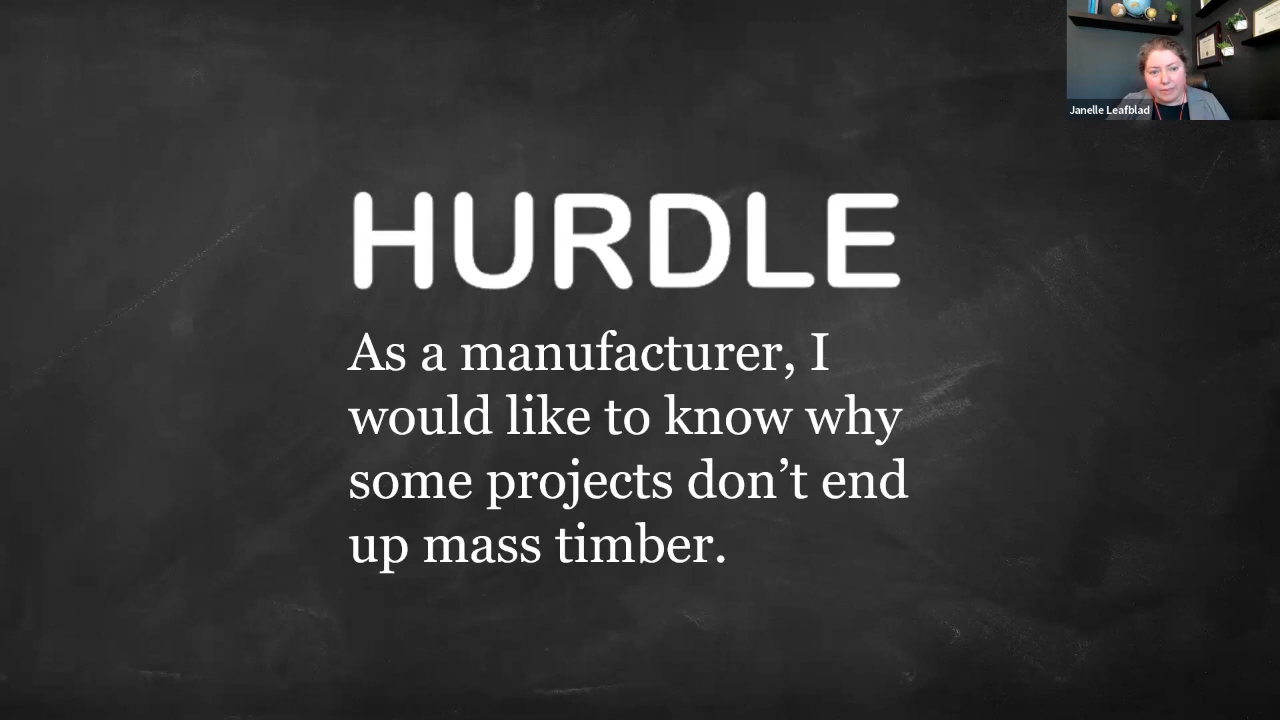 Janelle Leafblad
HURDLE
As a manufacturer, I
would like to know why
some projects don’t end
up mass timber.